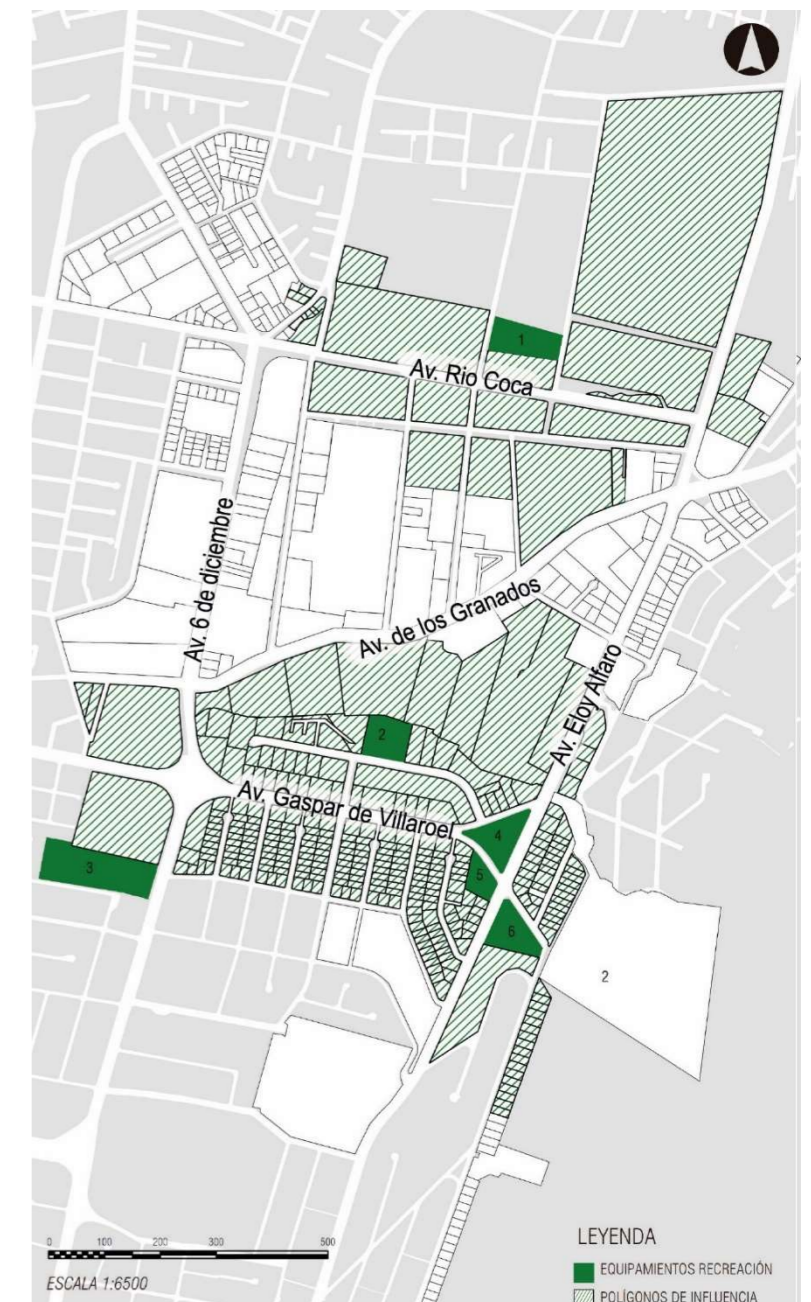 1
Av. Rio Coca
Av. 6 de diciembre
Av. de los Granados
Av. Eloy Alfaro
2
Av. Gaspar de Villaroel
4
3
5
6
2
0 100 200 300 500
ESCALA 1:6500
LEYENDA
EQUIPAMIENTOS RECREACIÓN
POLÍGONOS DE INFLUENCIA